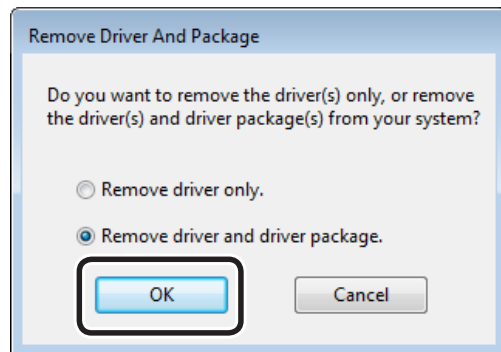 Remove Driver And Package
Do you want to remove the driver(s) only, or remove
the driver(s) and driver package(s) from your system?
Remove driver only.
Remove driver and driver package.
OK Cancel